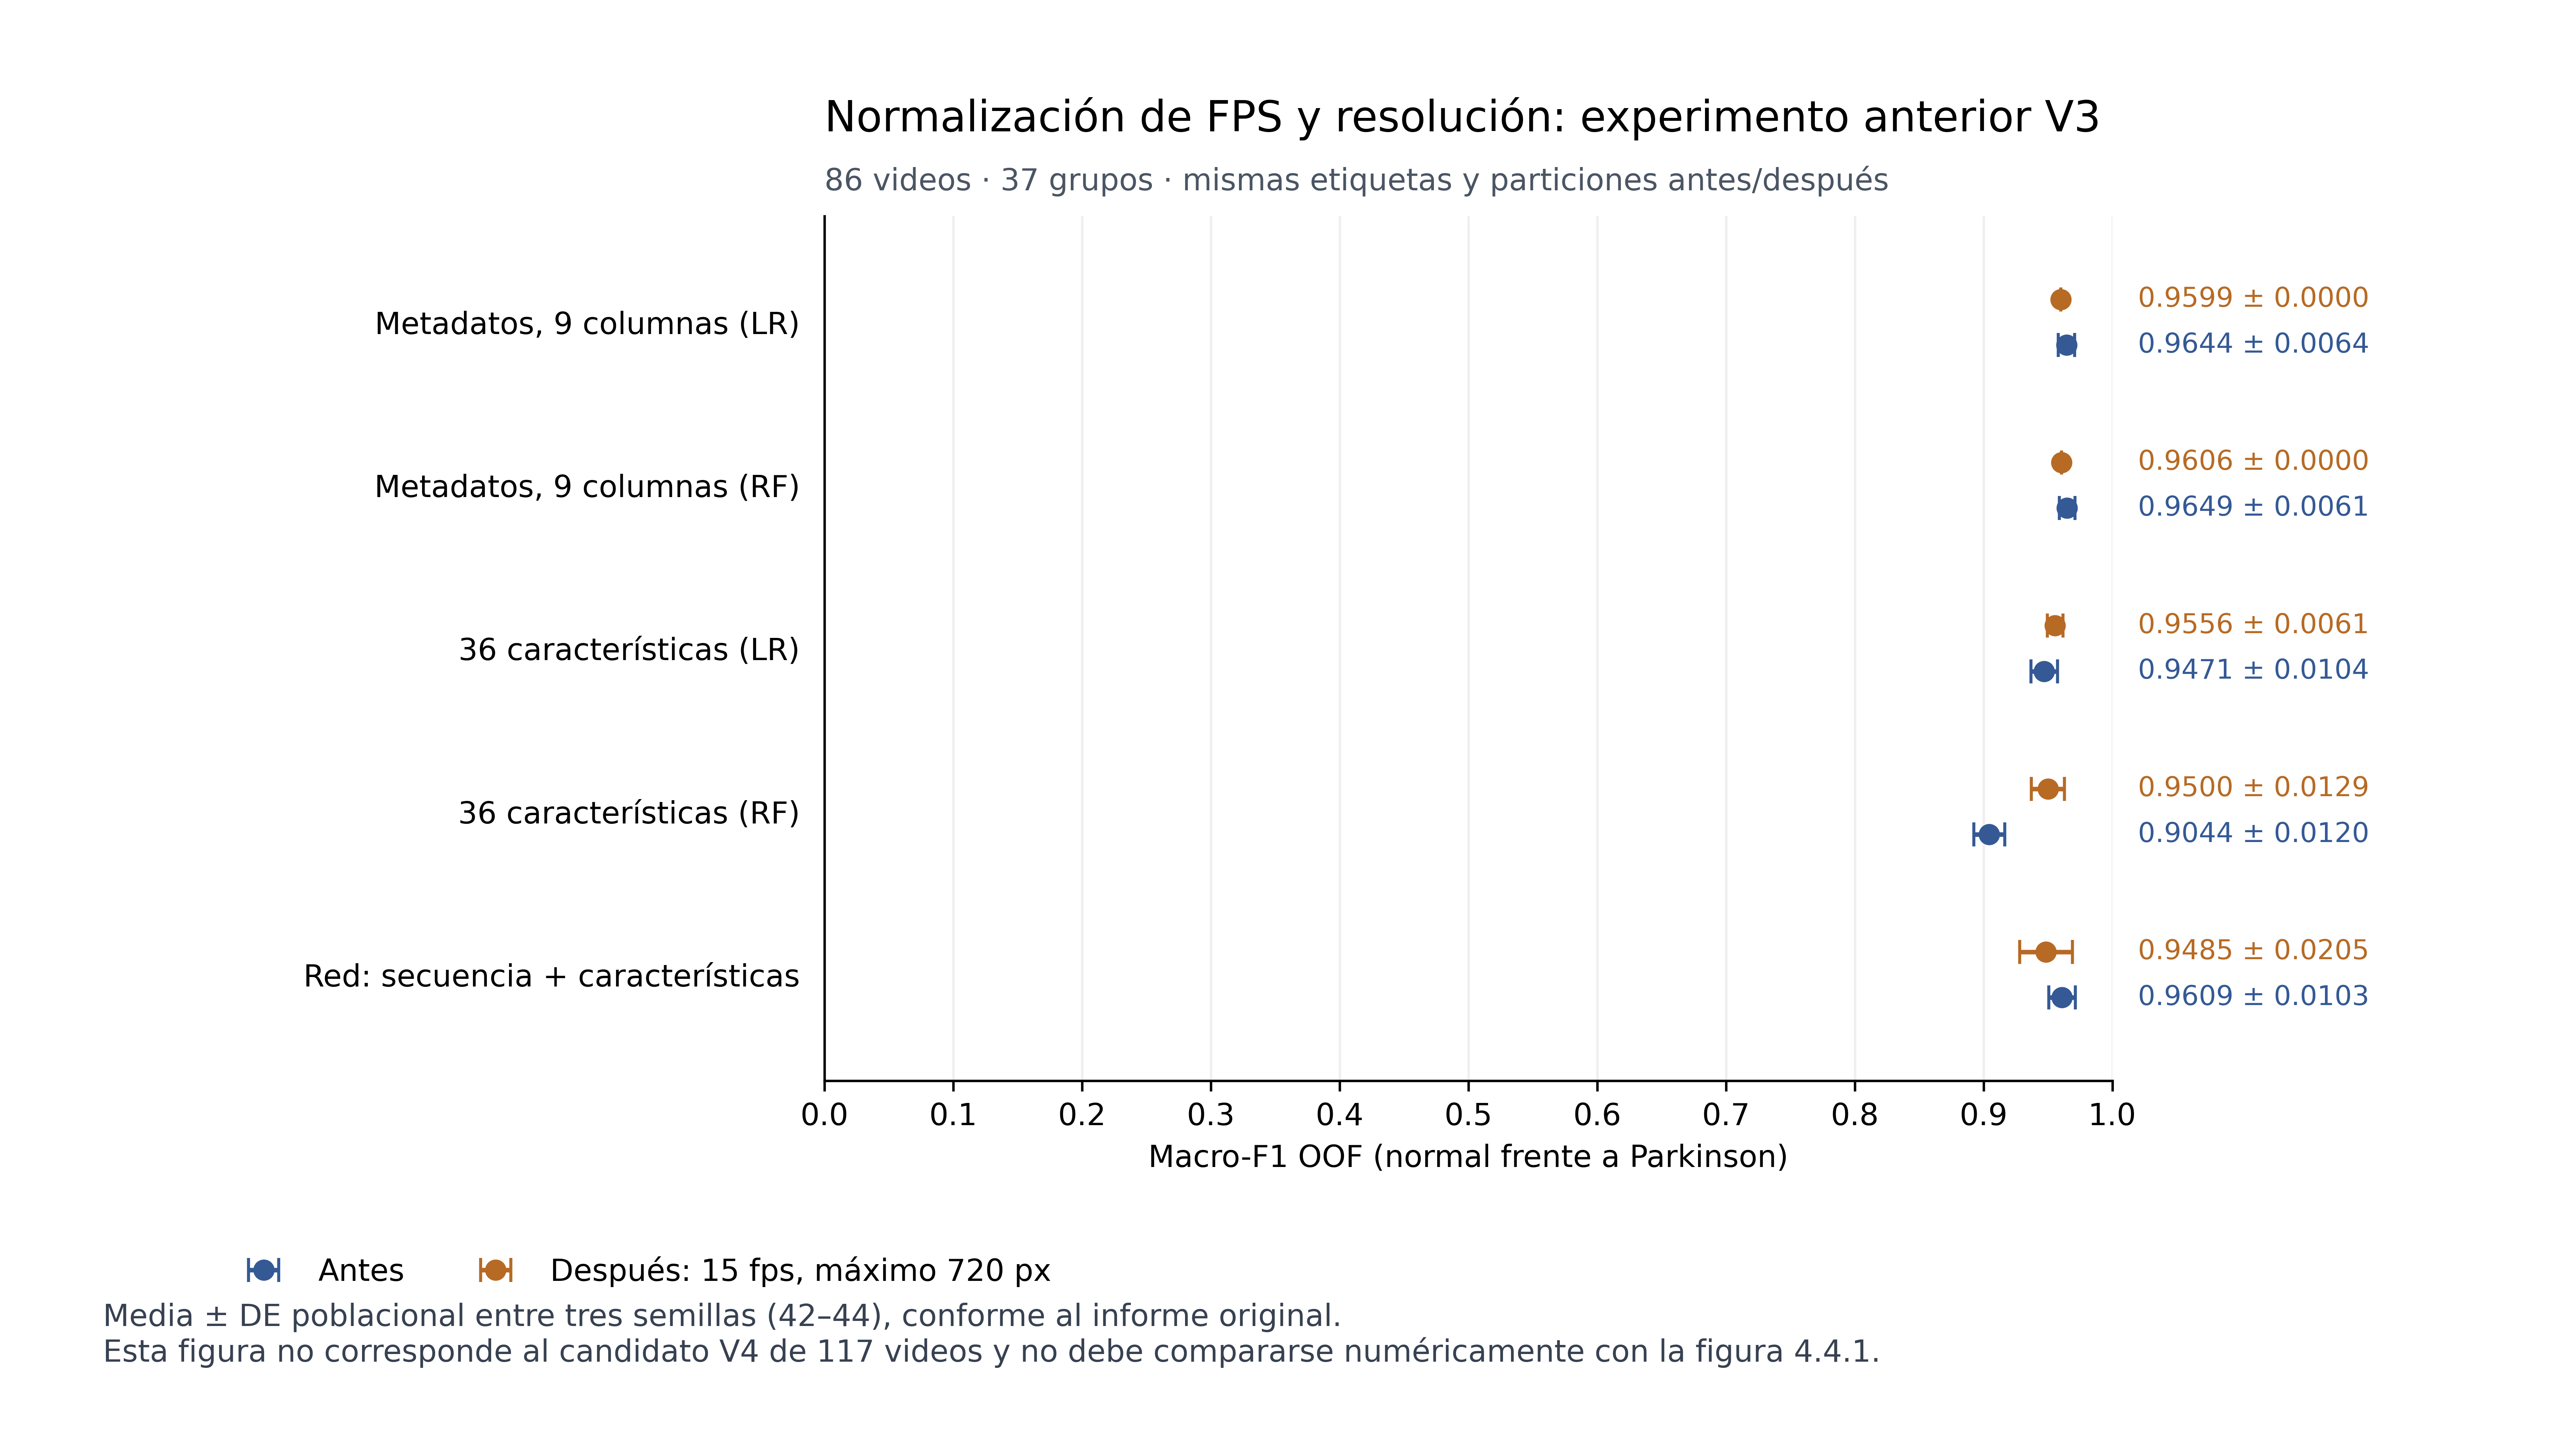 Normalización de FPS y resolución: experimento anterior V3
86 videos · 37 grupos · mismas etiquetas y particiones antes/después
Metadatos, 9 columnas (LR)
0.9599 ± 0.0000
0.9644 ± 0.0064
Metadatos, 9 columnas (RF)
0.9606 ± 0.0000
0.9649 ± 0.0061
36 características (LR)
0.9556 ± 0.0061
0.9471 ± 0.0104
36 características (RF)
0.9500 ± 0.0129
0.9044 ± 0.0120
Red: secuencia + características
0.9485 ± 0.0205
0.9609 ± 0.0103
0.0 0.1 0.2 0.3 0.4 0.5 0.6 0.7 0.8 0.9 1.0
Macro-F1 OOF (normal frente a Parkinson)
Antes Después: 15 fps, máximo 720 px
Media ± DE poblacional entre tres semillas (42–44), conforme al informe original.
Esta figura no corresponde al candidato V4 de 117 videos y no debe compararse numéricamente con la figura 4.4.1.